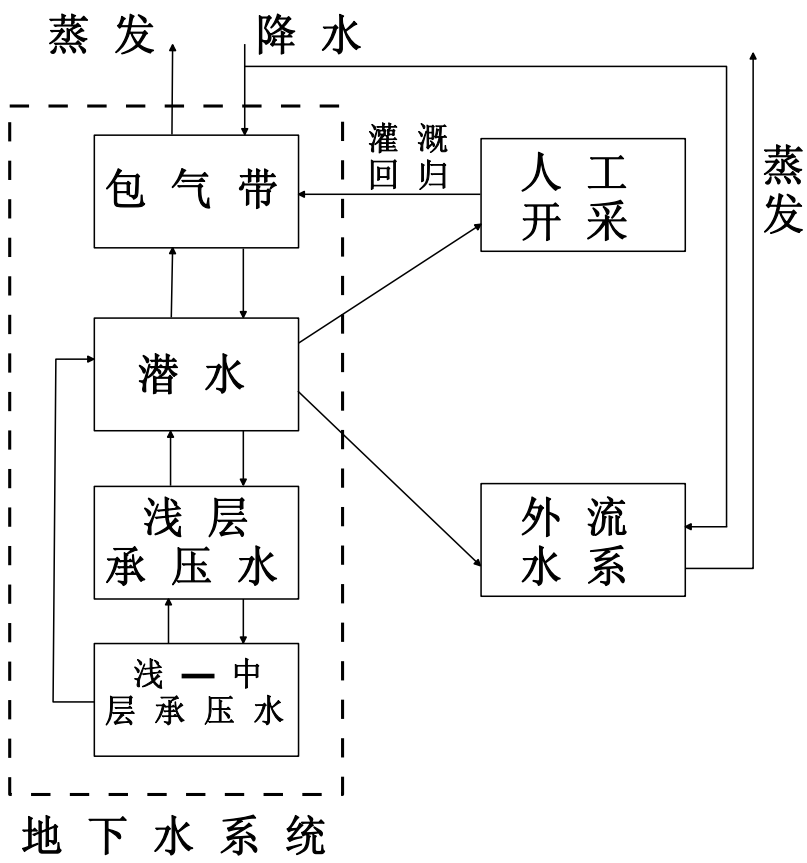 蒸发
降水
灌溉
回归
人工
开采
蒸发
包气带
潜水
浅层
承压水
外流
水系
浅—中
层承压水
地下水系统